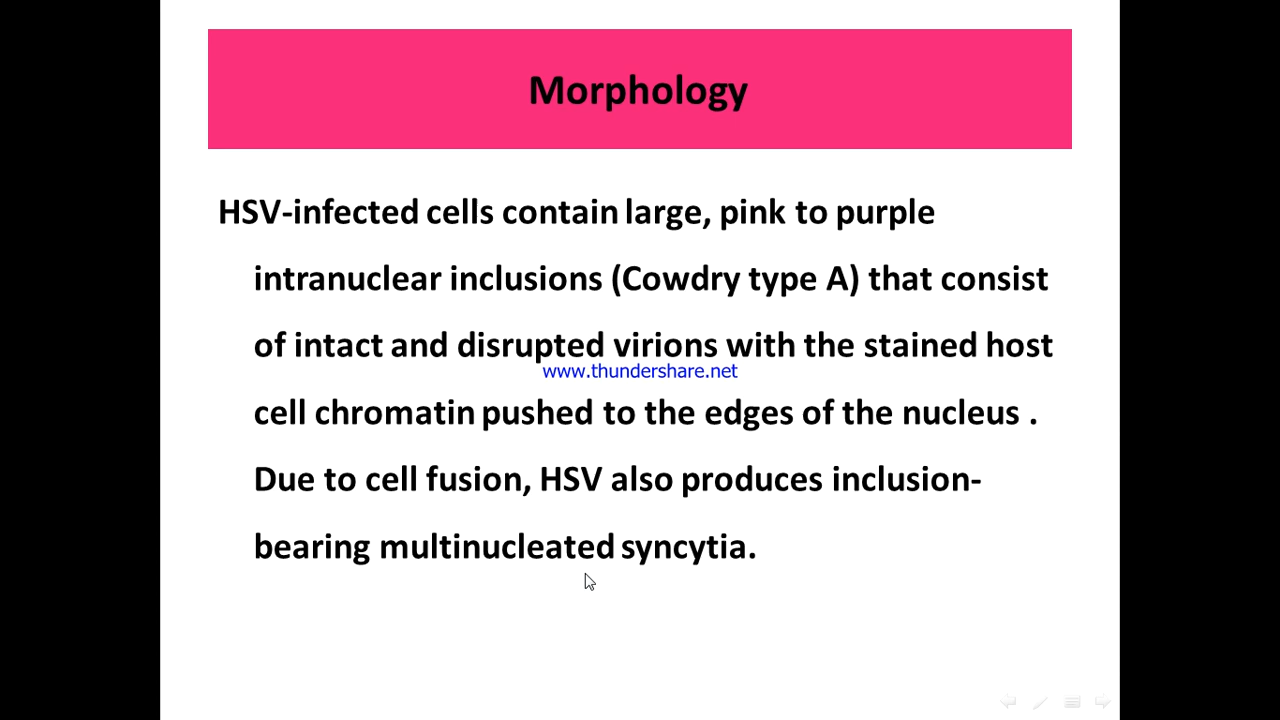 Morphology
HSV-infected cells contain large, pink to purple
intranuclear inclusions (Cowdry type A) that consist
of intact and disrupted virions with the stained host
www.thundershare.net
cell chromatin pushed to the edges of the nucleus .
Due to cell fusion, HSV also produces inclusion-
bearing multinucleated syncytia.